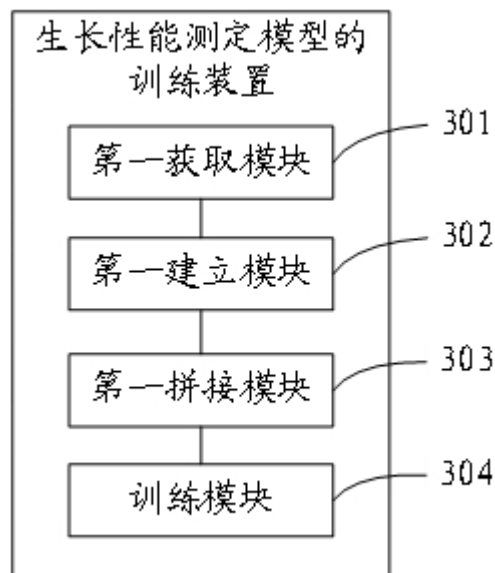 生长性能测定模型的
训练装置
第一获取模块
301
第一建立模块
302
第一拼接模块
303
训练模块
304